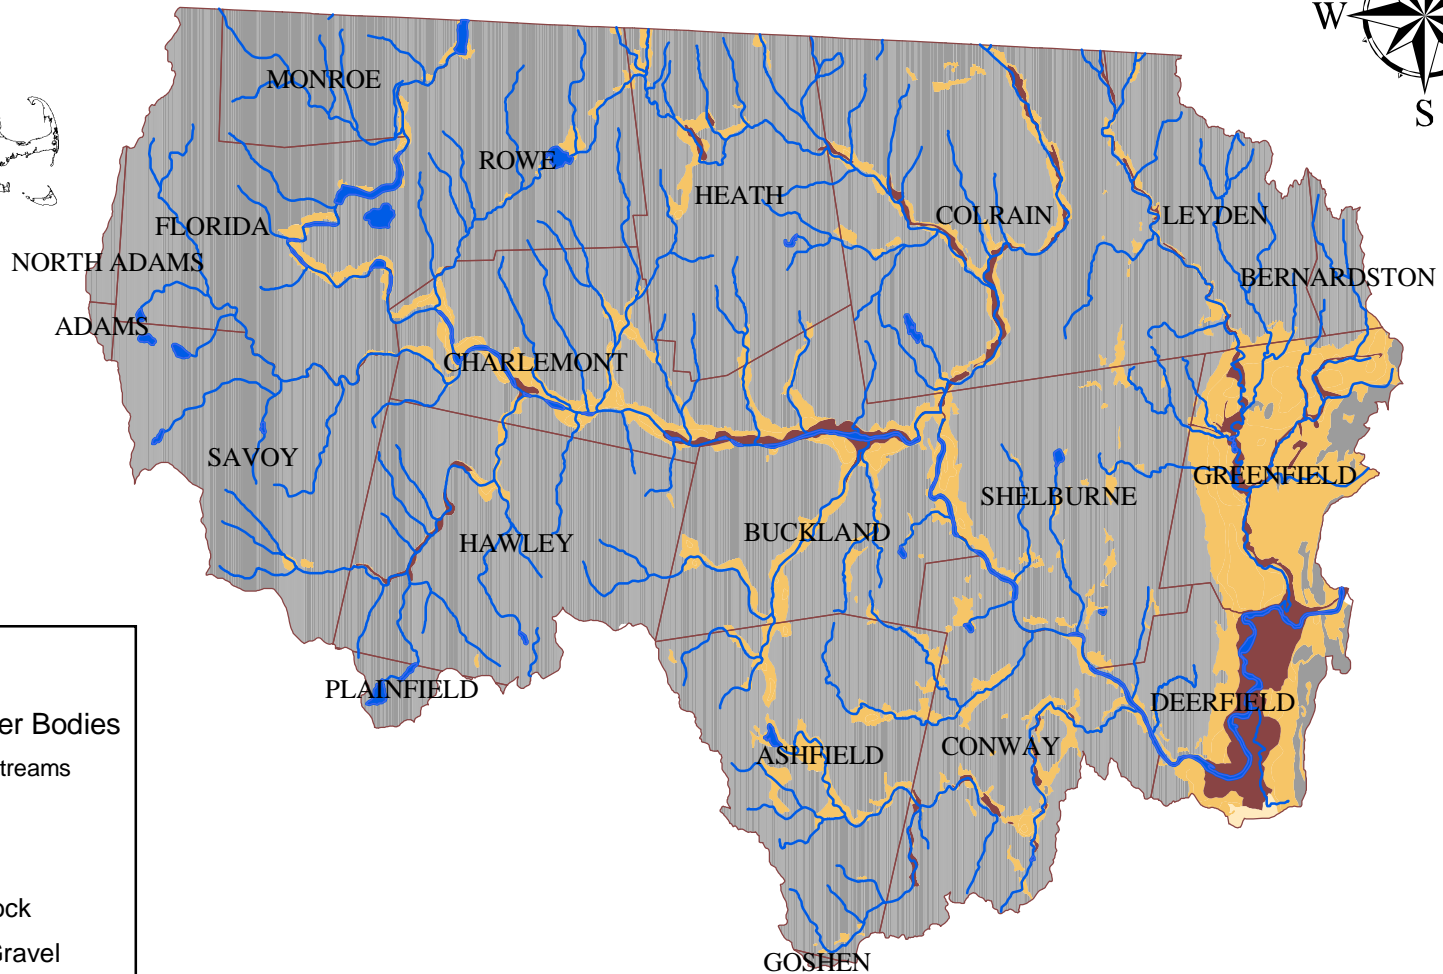 W
S
MONROE
ROWE
HEATH
COLRAIN
LEYDEN
FLORIDA
NORTH ADAMS
BERNARDSTON
ADAMS
CHARLEMONT
SAVOY
GREENFIELD
SHELBURNE
BUCKLAND
HAWLEY
PLAINFIELD
DEERFIELD
ASHFIELD
CONWAY
GOSHEN
er Bodies
treams
ock
Gravel